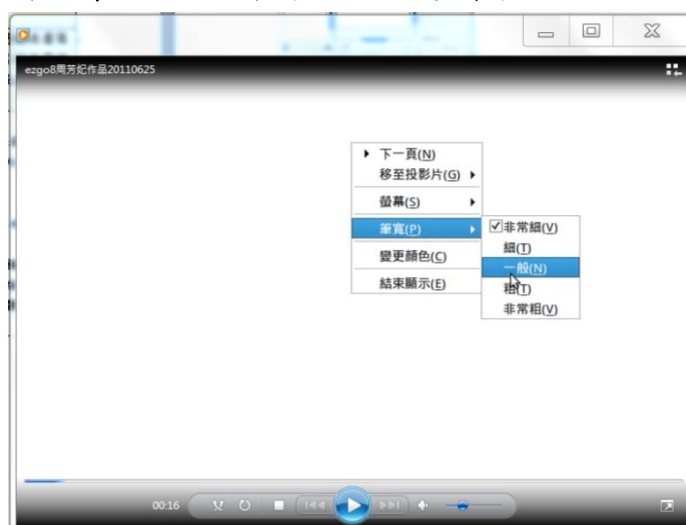 ezgo8周芳妃作品20110625
下一頁(N)
移至投影片(G)
螢幕(S)
筆寬(P)
變更顏色(C)
結束顯示(E)
非常細(V)
細(T)
一般(N)
粗(T)
非常粗(V)
00:16